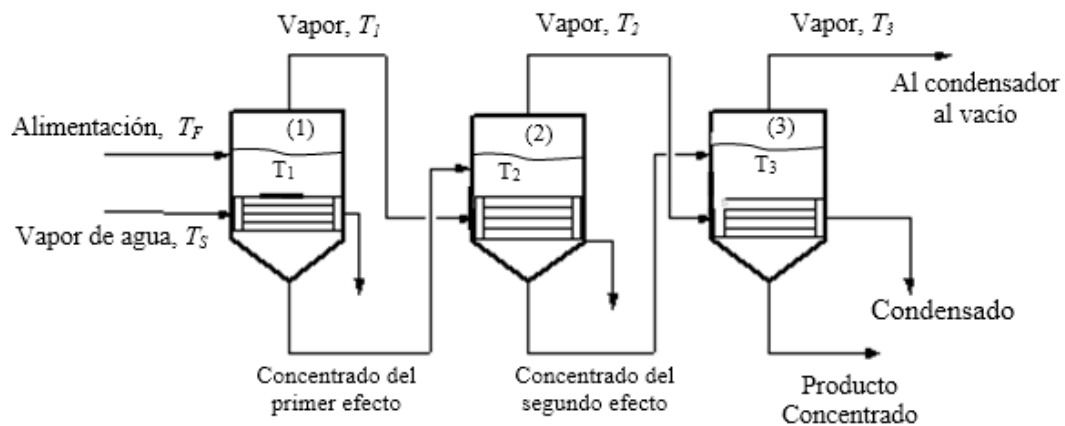 Vapor, T1
Vapor, T2
Vapor, T3
Al condensador
al vacío
Alimentación, TF
(1)
(2)
(3)
T1
T2
T3
Vapor de agua, TS
Condensado
Concentrado del
primer efecto
Concentrado del
segundo efecto
Producto
Concentrado